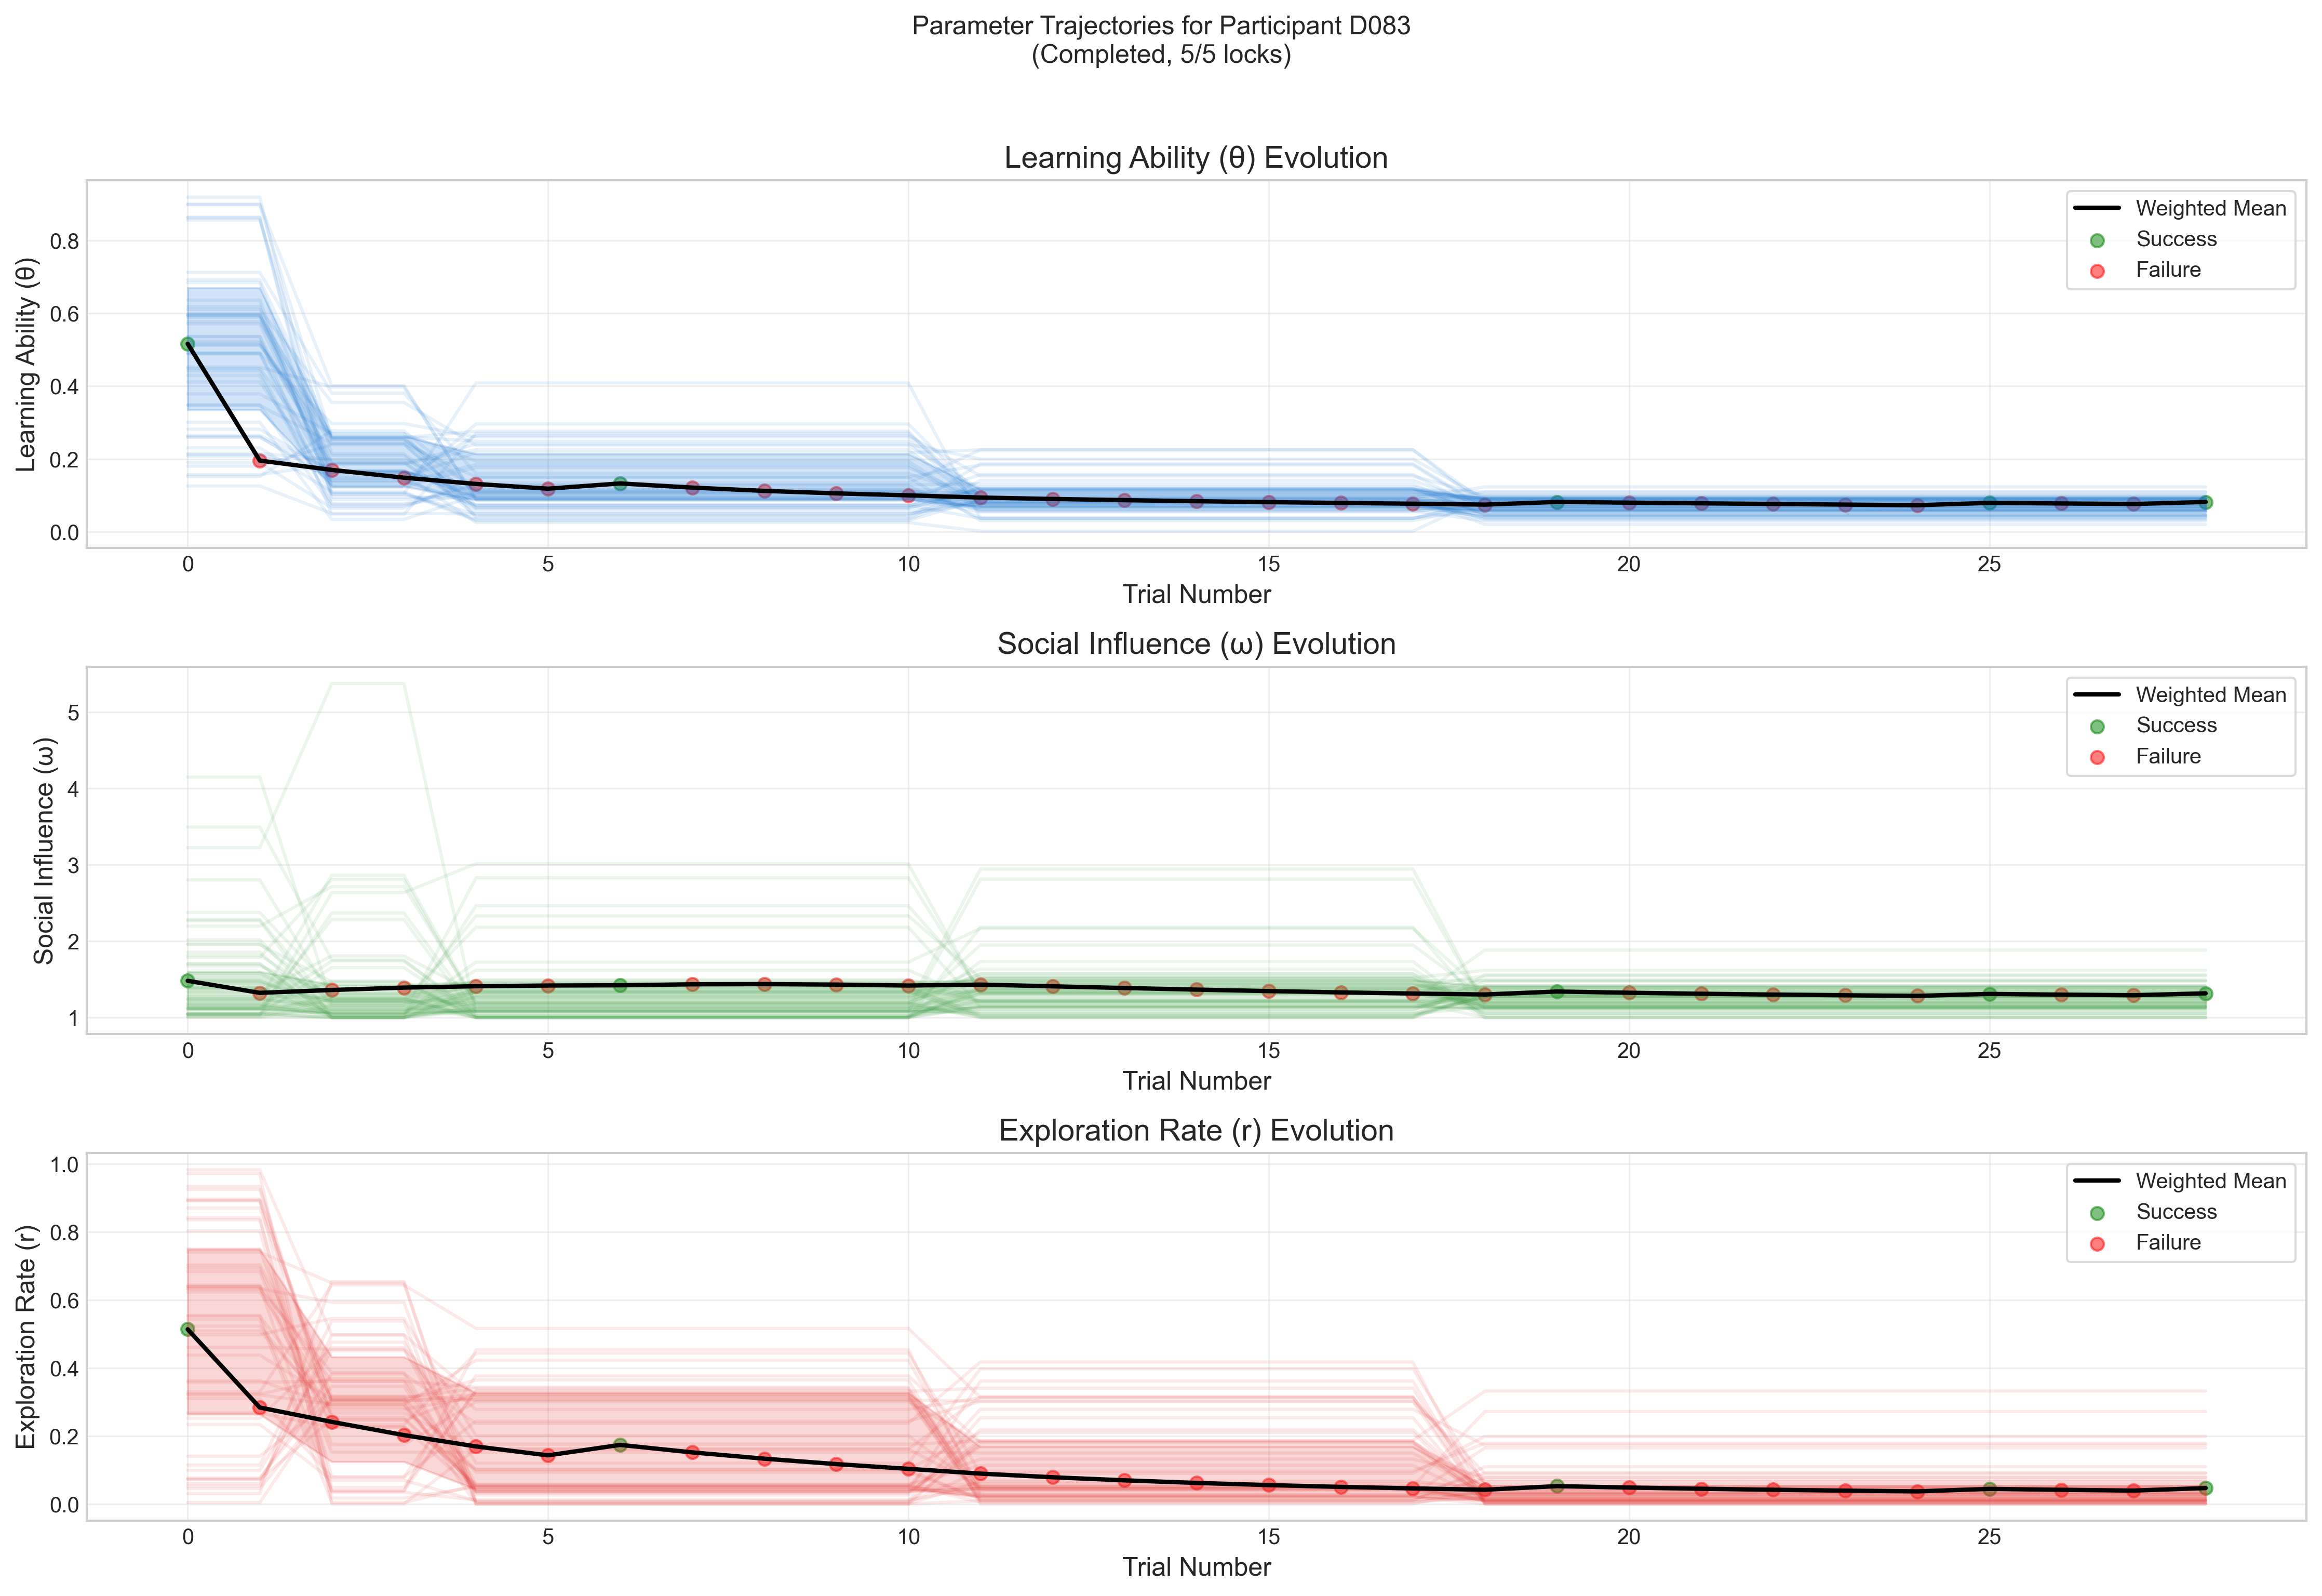 Parameter Trajectories for Participant D083
(Completed, 5/5 locks)
Learning Ability (θ) Evolution
Learning Ability (θ)
0.8
0.6
0.4
0.2
0.0
Weighted Mean
Success
Failure
0 5 10 15 20 25
Trial Number
Social Influence (ω) Evolution
Social Influence (ω)
5
4
3
2
1
Weighted Mean
Success
Failure
0 5 10 15 20 25
Trial Number
Exploration Rate (r) Evolution
Exploration Rate (r)
1.0
0.8
0.6
0.4
0.2
0.0
Weighted Mean
Success
Failure
0 5 10 15 20 25
Trial Number